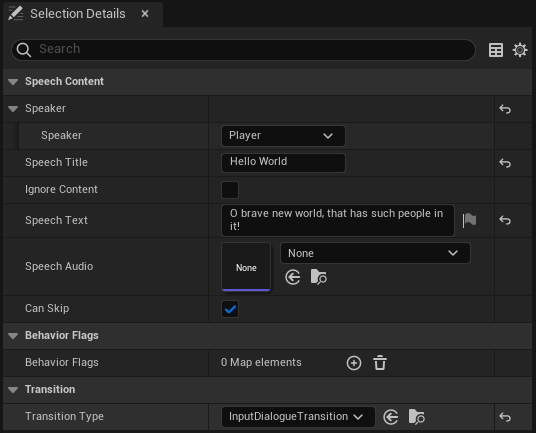 Selection Details
Search
Speech Content
Speaker
Speaker Player
Speech Title Hello World
Ignore Content
Speech Text O brave new world, that has such people in
it!
Speech Audio None None
Can Skip
Behavior Flags
Behavior Flags 0 Map elements
Transition
Transition Type InputDialogueTransition